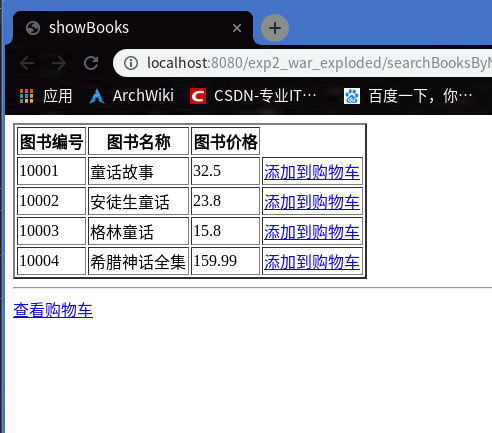 showBooks
localhost:8080/exp2_war_exploded/searchBooksByN
应用 ArchWiki CSDN-专业IT… 百度一下，你…
图书编号 图书名称 图书价格
10001 童话故事 32.5 添加到购物车
10002 安徒生童话 23.8 添加到购物车
10003 格林童话 15.8 添加到购物车
10004 希腊神话全集 159.99 添加到购物车
查看购物车